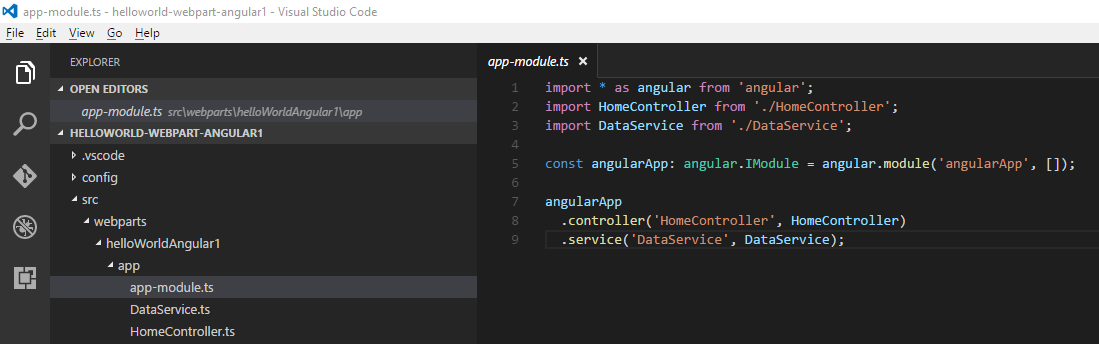 app-module.ts - helloworld-webpart-angular1 - Visual Studio Code
File Edit View Go Help
EXPLORER
OPEN EDITORS
app-module.ts src\webparts\helloWorldAngular1\app
HELLOWORLD-WEBPART-ANGULAR1
.vscode
config
src
webparts
helloWorldAngular1
app
app-module.ts
DataService.ts
HomeController.ts
app-module.ts
1 import * as angular from 'angular';
2 import HomeController from './HomeController';
3 import DataService from './DataService';
4
5 const angularApp: angular.IModule = angular.module('angularApp', []);
6
7 angularApp
8 .controller('HomeController', HomeController)
9 .service('DataService', DataService);